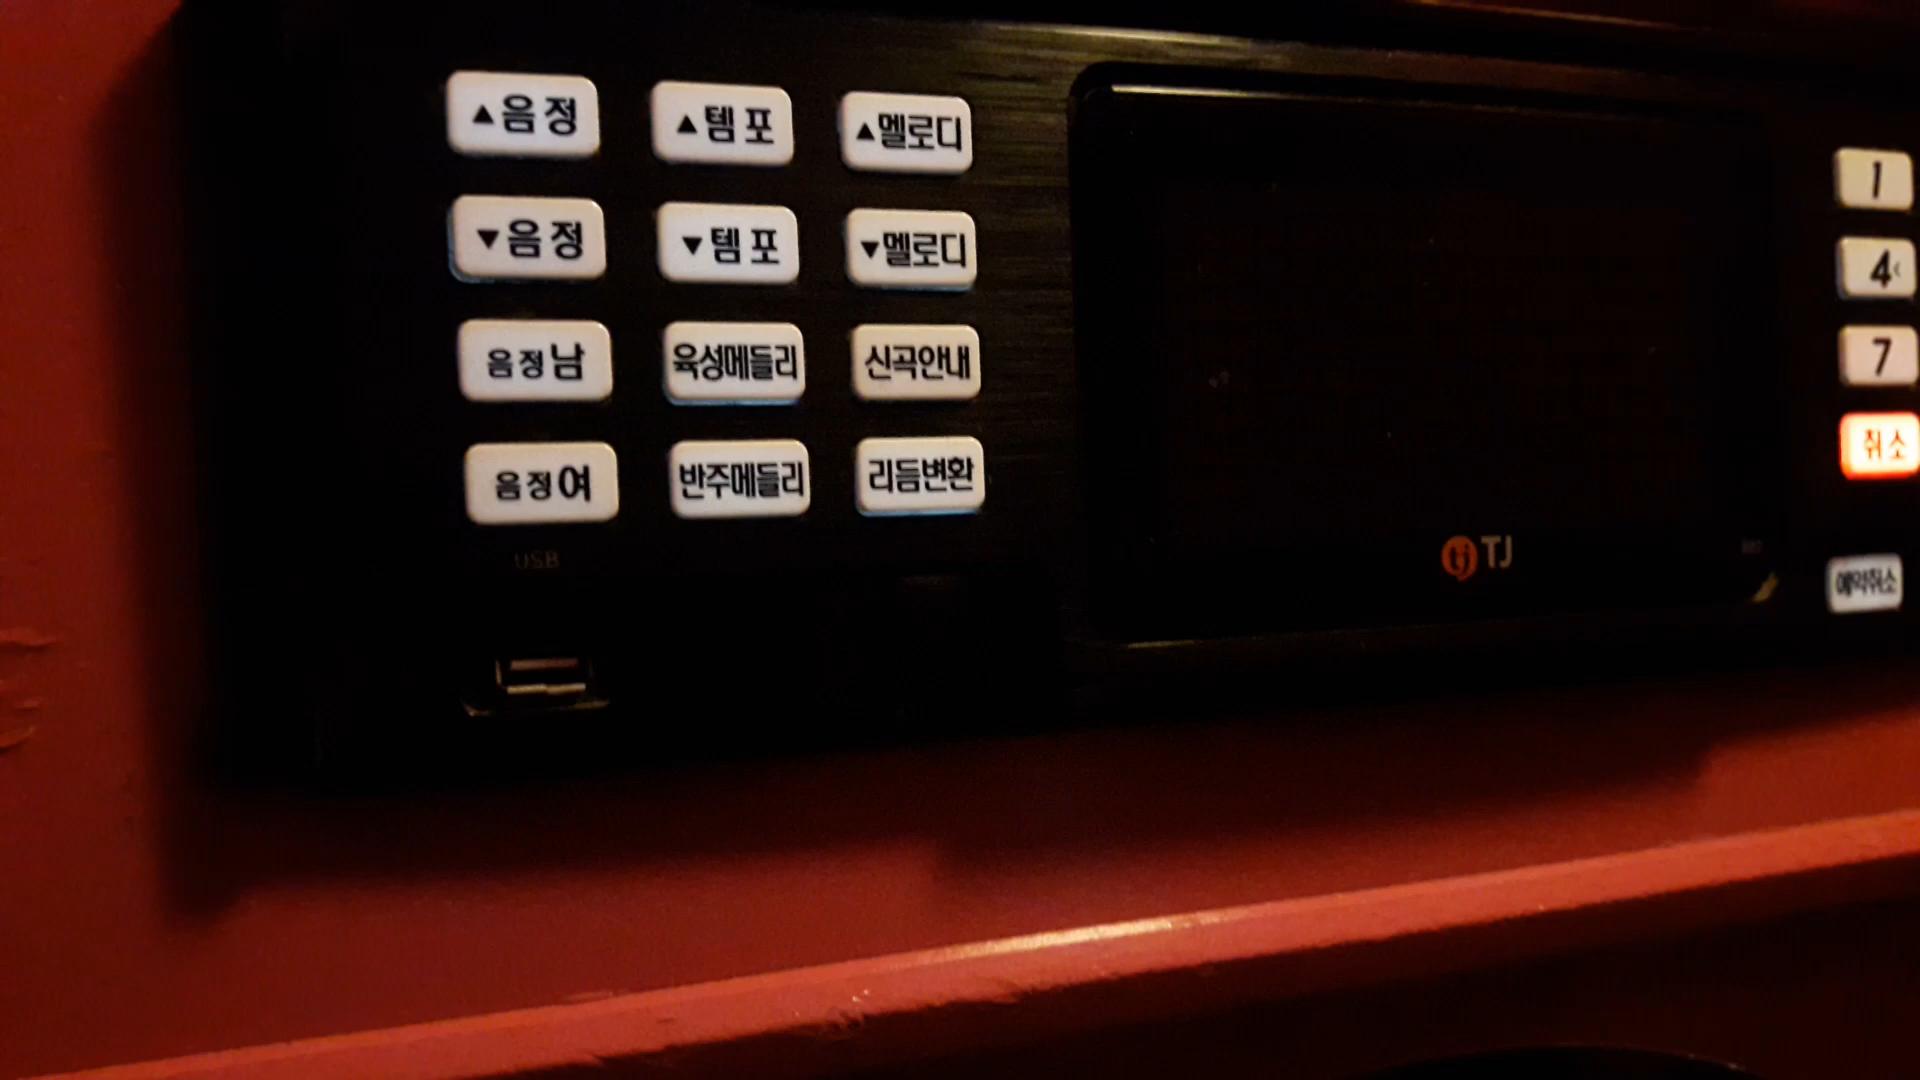 ▲음정 ▲템포 ▲멜로디
▼음정 ▼템포 ▼멜로디
음정남 육성메들리 신곡안내
음정여 반주메들리 리듬변환
USB
tj TJ
1
4
7
취소
예약취소